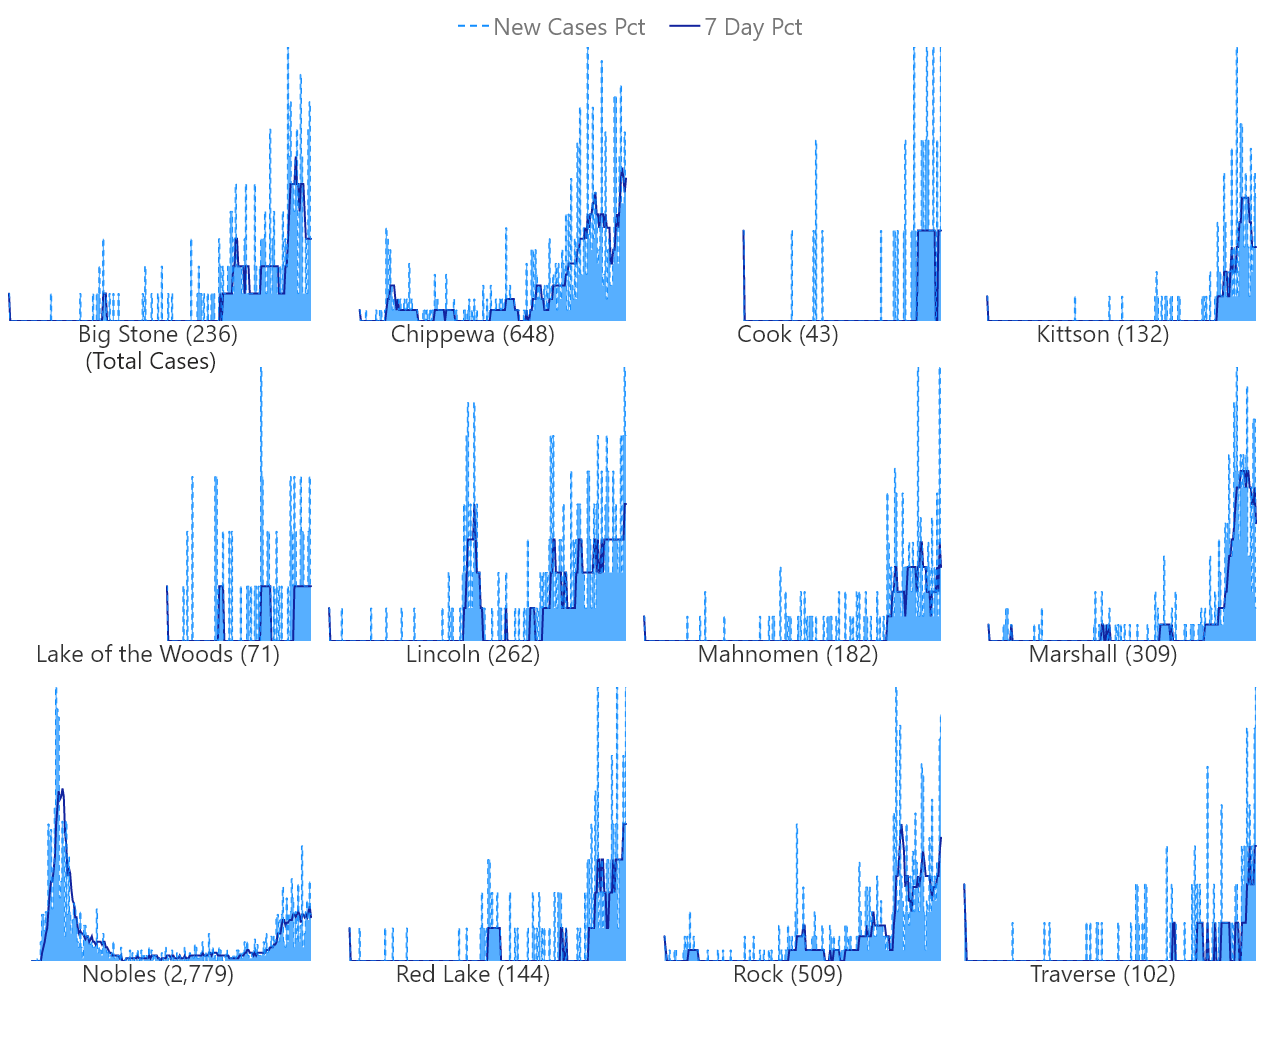 New Cases Pct 7 Day Pct
Big Stone (236) Chippewa (648) Cook (43) Kittson (132)
(Total Cases)
Lake of the Woods (71) Lincoln (262) Mahnomen (182) Marshall (309)
Nobles (2,779) Red Lake (144) Rock (509) Traverse (102)